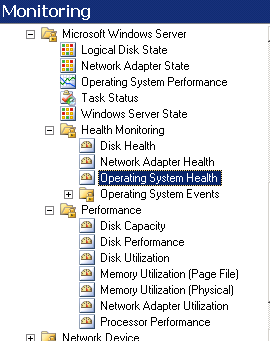 Monitoring
Microsoft Windows Server
Logical Disk State
Network Adapter State
Operating System Performance
Task Status
Windows Server State
Health Monitoring
Disk Health
Network Adapter Health
Operating System Health
Operating System Events
Performance
Disk Capacity
Disk Performance
Disk Utilization
Memory Utilization (Page File)
Memory Utilization (Physical)
Network Adapter Utilization
Processor Performance
Network Device